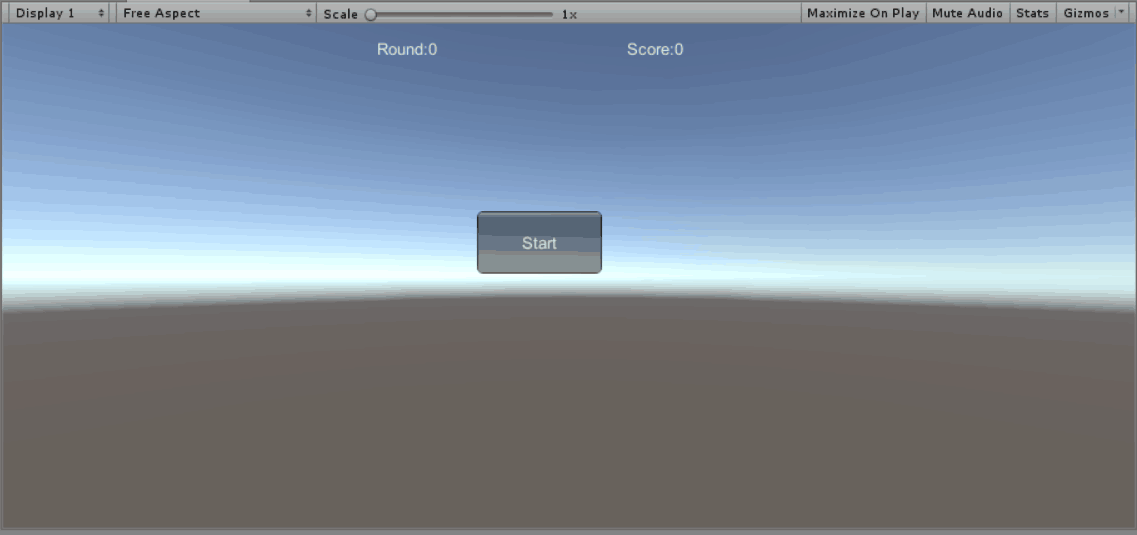 Display 1 Free Aspect Scale 1x Maximize On Play Mute Audio Stats Gizmos
Round:0 Score:0
Start